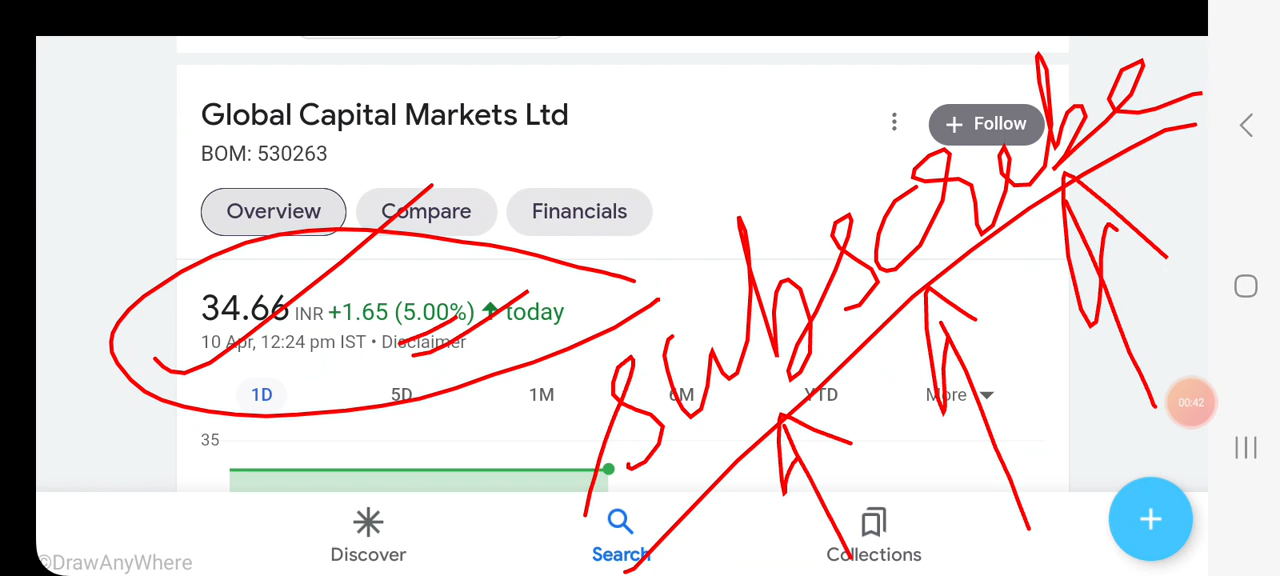 Global Capital Markets Ltd
+ Follow
BOM: 530263
Overview
Compare
Financials
34.66 INR +1.65 (5.00%) today
10 Apr, 12:24 pm IST • Disclaimer
1D
5D
1M
6M
YTD
More
35
00:42
Discover
Search
Collections
©DrawAnyWhere